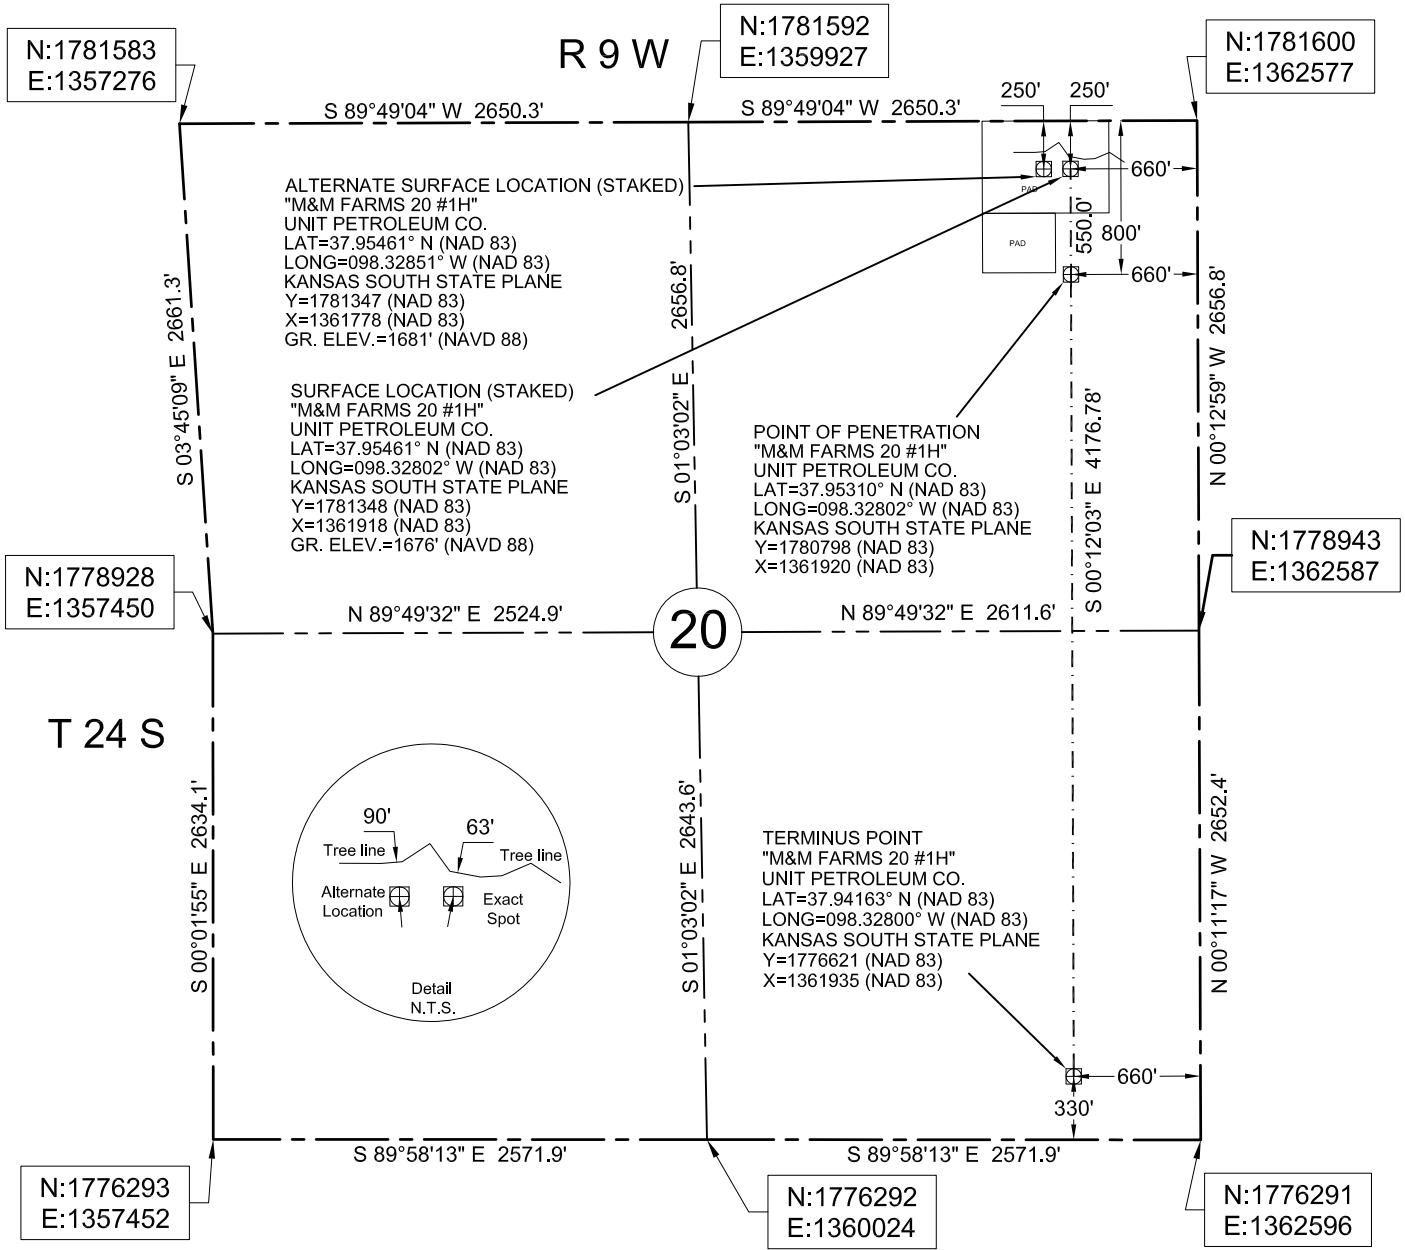 N:1781583
E:1357276
R 9 W
N:1781592
E:1359927
N:1781600
E:1362577
S 89°49'04" W 2650.3'
S 89°49'04" W 2650.3'
250'
250'
660'
PAD
550.0'
800'
PAD
660'
ALTERNATE SURFACE LOCATION (STAKED)
"M&M FARMS 20 #1H"
UNIT PETROLEUM CO.
LAT=37.95461° N (NAD 83)
LONG=098.32851° W (NAD 83)
KANSAS SOUTH STATE PLANE
Y=1781347 (NAD 83)
X=1361778 (NAD 83)
GR. ELEV.=1681' (NAVD 88)
S 03°45'09" E 2661.3'
S 01°03'02" E 2656.8'
N 00°12'59" W 2656.8'
SURFACE LOCATION (STAKED)
"M&M FARMS 20 #1H"
UNIT PETROLEUM CO.
LAT=37.95461° N (NAD 83)
LONG=098.32802° W (NAD 83)
KANSAS SOUTH STATE PLANE
Y=1781348 (NAD 83)
X=1361918 (NAD 83)
GR. ELEV.=1676' (NAVD 88)
POINT OF PENETRATION
"M&M FARMS 20 #1H"
UNIT PETROLEUM CO.
LAT=37.95310° N (NAD 83)
LONG=098.32802° W (NAD 83)
KANSAS SOUTH STATE PLANE
Y=1780798 (NAD 83)
X=1361920 (NAD 83)
S 00°12'03" E 4176.78'
N:1778928
E:1357450
N:1778943
E:1362587
N 89°49'32" E 2524.9'
20
N 89°49'32" E 2611.6'
T 24 S
S 00°01'55" E 2634.1'
S 01°03'02" E 2643.6'
N 00°11'17" W 2652.4'
90'
63'
Tree line
Tree line
Alternate
Location
Exact
Spot
Detail
N.T.S.
TERMINUS POINT
"M&M FARMS 20 #1H"
UNIT PETROLEUM CO.
LAT=37.94163° N (NAD 83)
LONG=098.32800° W (NAD 83)
KANSAS SOUTH STATE PLANE
Y=1776621 (NAD 83)
X=1361935 (NAD 83)
660'
330'
S 89°58'13" E 2571.9'
S 89°58'13" E 2571.9'
N:1776293
E:1357452
N:1776292
E:1360024
N:1776291
E:1362596